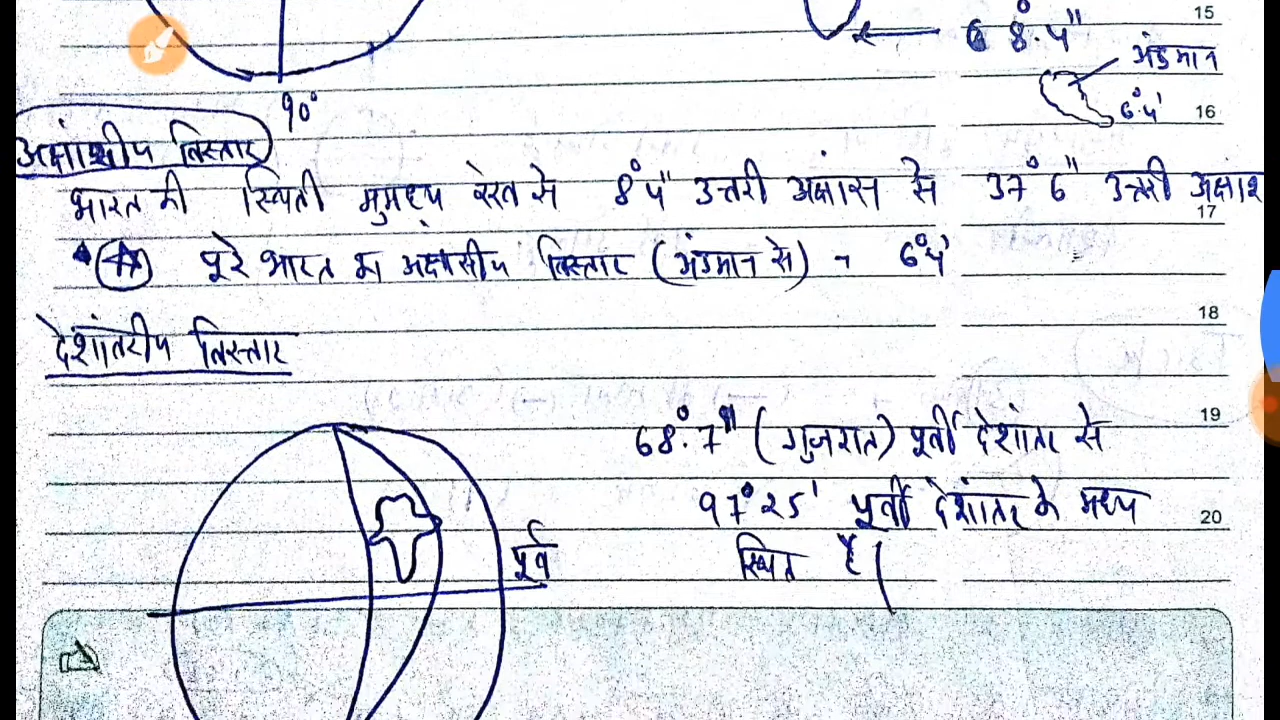 15
8°.4"
अंडमान
6°.4'
16
90°
अक्षांशीय विस्तार
भारत की स्थिती भुमध्य रेखा से 8°4" उत्तरी अक्षांस से 37°6" उत्तरी अक्षांश
17
पूरे भारत का अक्षांसीय विस्तार (अंडमान से) - 6°4'
18
देशांतरीय विस्तार
19
68°.7" (गुजरात) पूर्वी देशांतर से
97°25' पूर्वी देशांतर के मध्य
20
पूर्व
स्थित है|